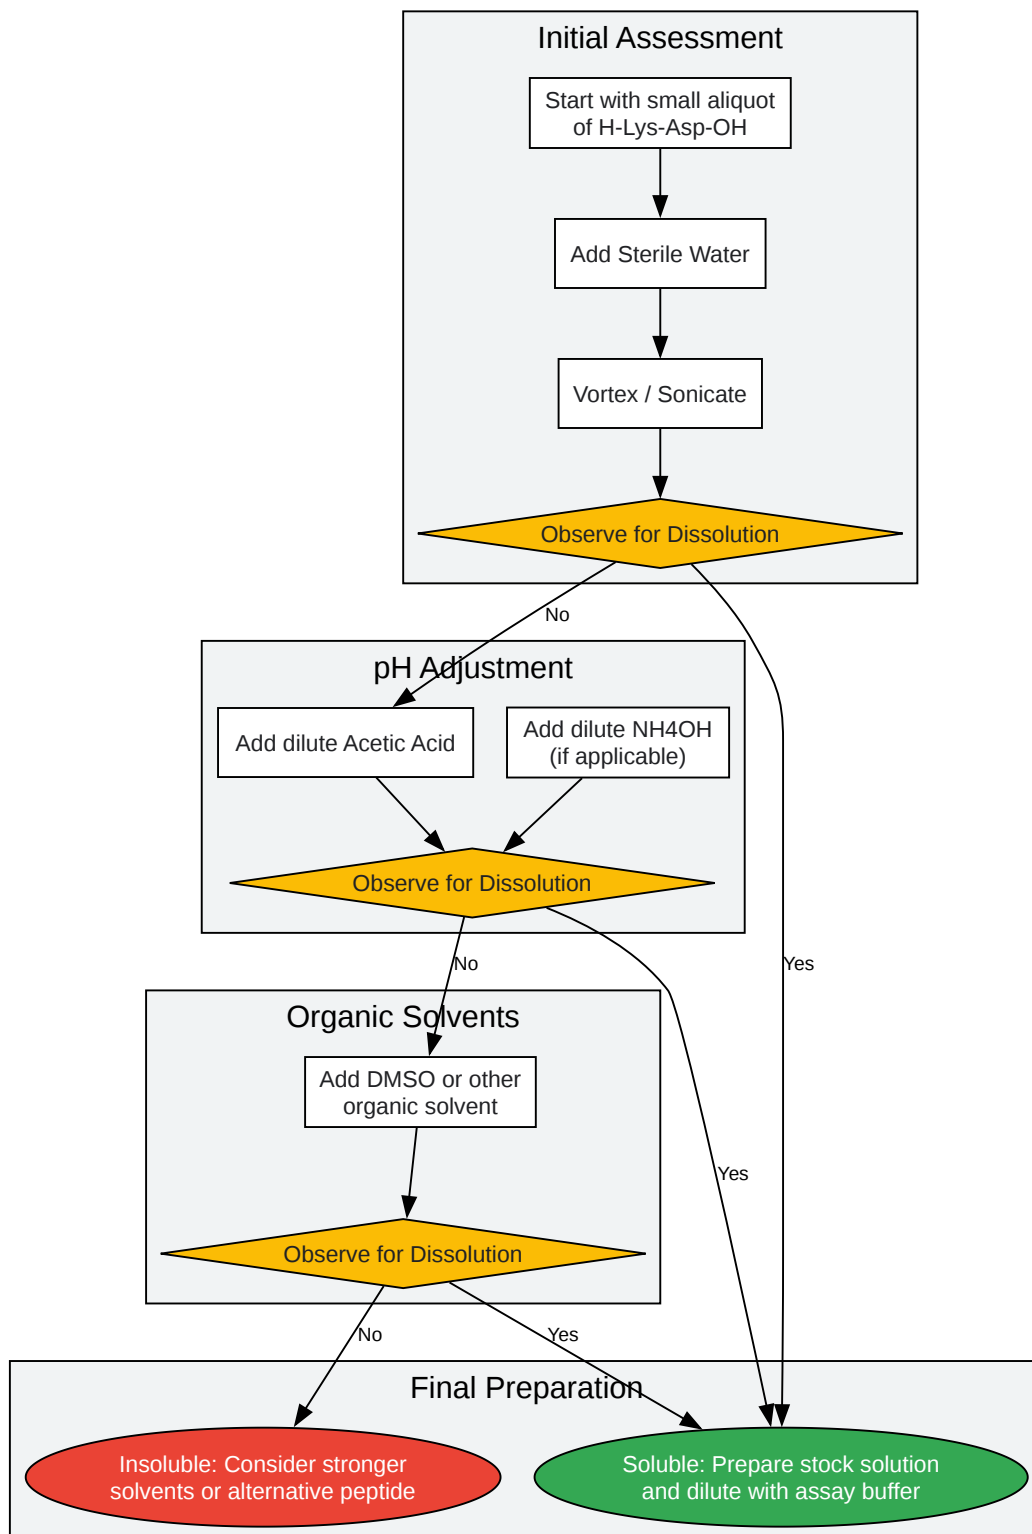 Initial Assessment
Start with small aliquot
of H-Lys-Asp-OH
Add Sterile Water
Vortex / Sonicate
Observe for Dissolution
No
pH Adjustment
Add dilute Acetic Acid
Add dilute NH4OH
(if applicable)
Observe for Dissolution
No
Yes
Organic Solvents
Add DMSO or other
organic solvent
Yes
Observe for Dissolution
No
Yes
Final Preparation
Insoluble: Consider stronger
solvents or alternative peptide
Soluble: Prepare stock solution
and dilute with assay buffer